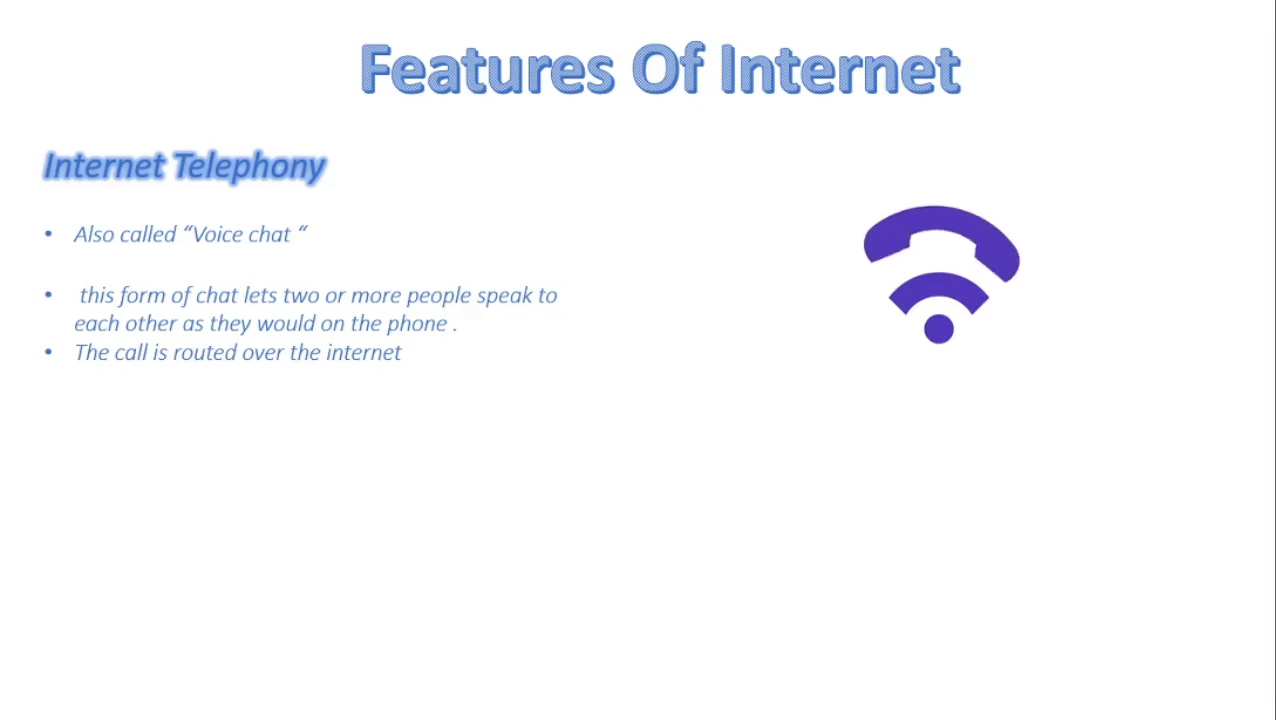 Features Of Internet
Internet Telephony
• Also called “Voice chat “
• this form of chat lets two or more people speak to
each other as they would on the phone .
• The call is routed over the internet